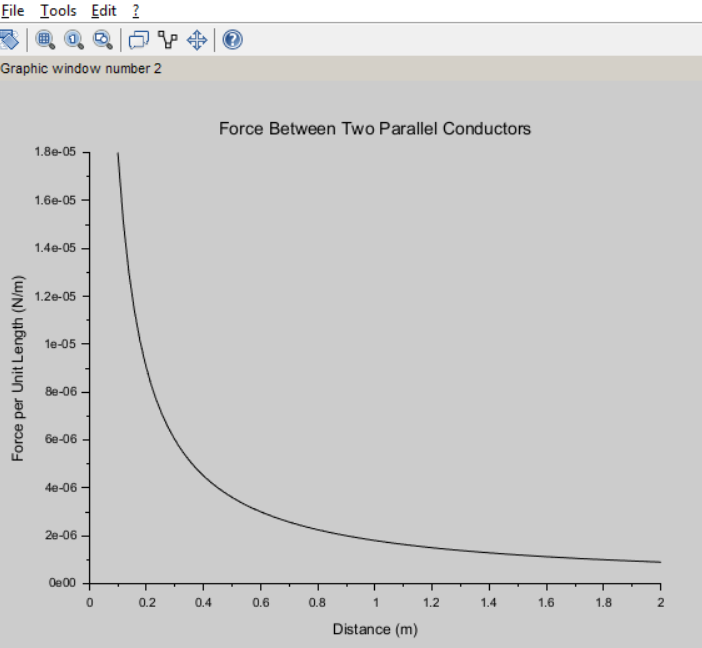 File Tools Edit ?
Graphic window number 2
Force Between Two Parallel Conductors
1.8e-05
1.6e-05
1.4e-05
1.2e-05
1e-05
8e-06
6e-06
4e-06
2e-06
0e00
Force per Unit Length (N/m)
0 0.2 0.4 0.6 0.8 1 1.2 1.4 1.6 1.8 2
Distance (m)